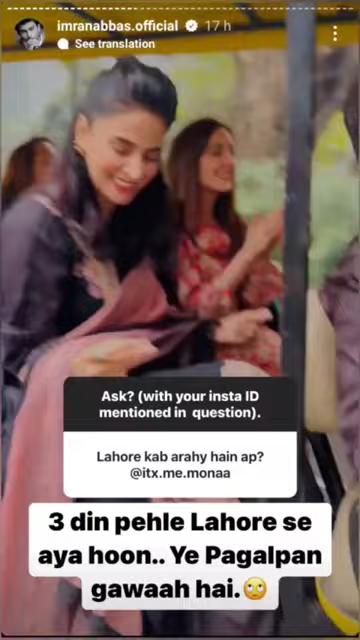 imranabbas.official 17 h
See translation
Ask? (with your insta ID
mentioned in question).
Lahore kab arahy hain ap?
@itx.me.monaa
3 din pehle Lahore se
aya hoon.. Ye Pagalpan
gawaah hai.🙄